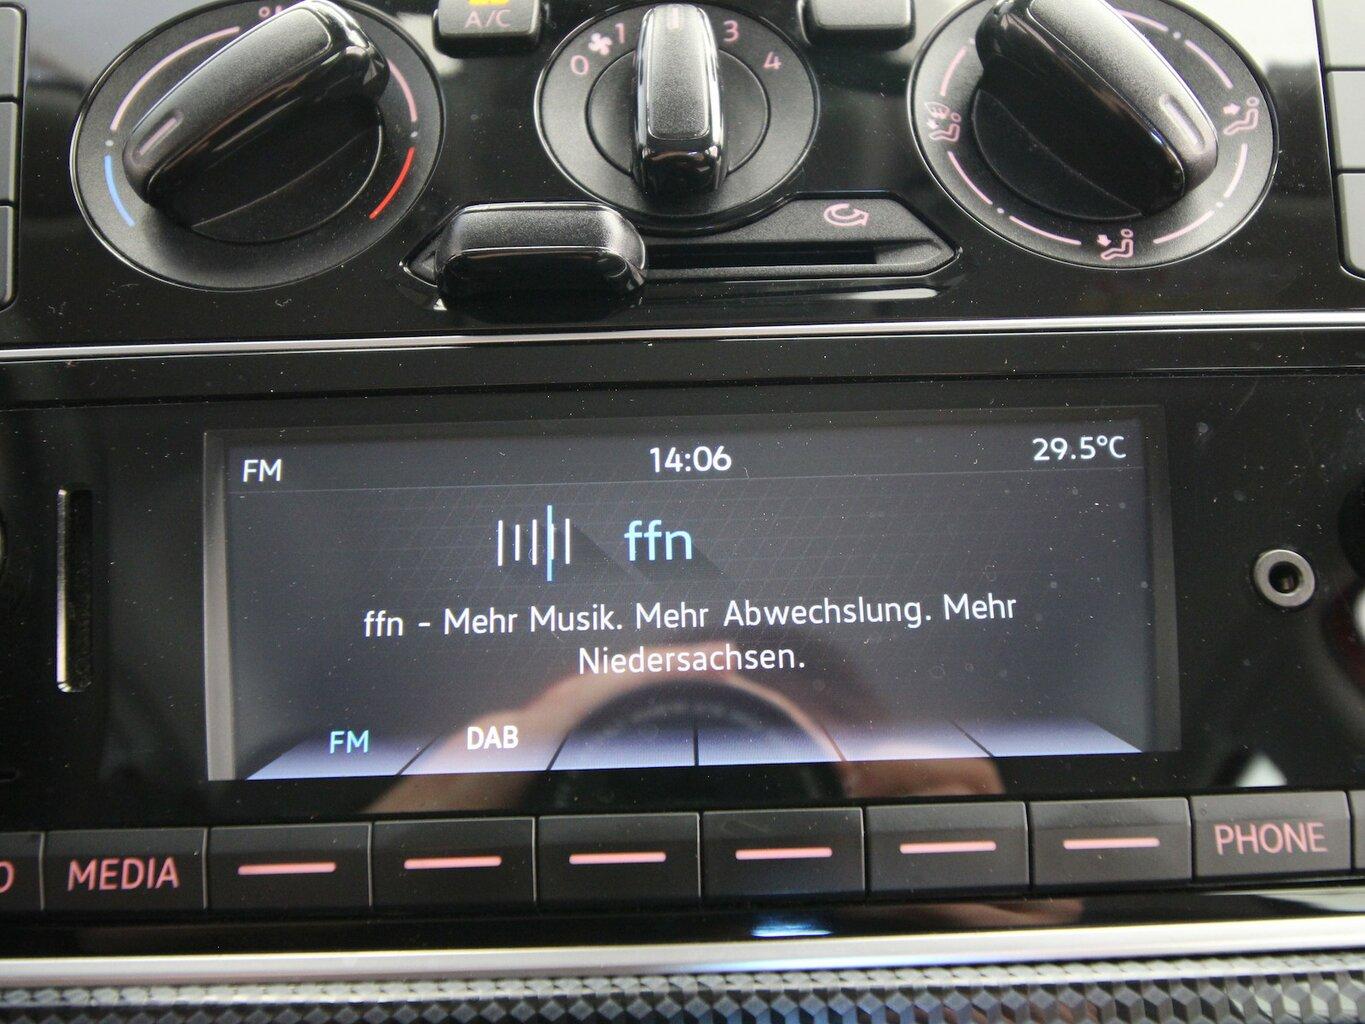 A/C
0 1 3 4
FM 14:06 29.5°C
ffn
ffn - Mehr Musik. Mehr Abwechslung. Mehr
Niedersachsen.
FM DAB
MEDIA PHONE